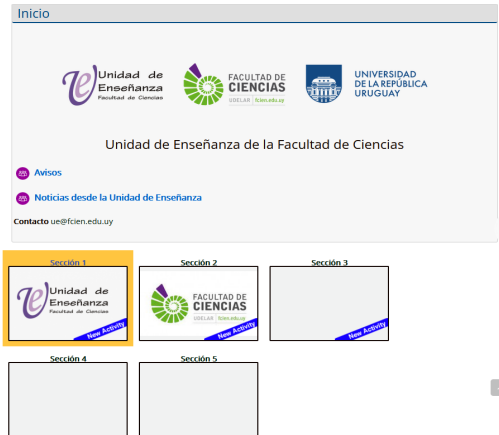 Inicio
Unidad de
Enseñanza
Facultad de Ciencias
FACULTAD DE
CIENCIAS
UDELAR | fcien.edu.uy
UNIVERSIDAD
DE LA REPÚBLICA
URUGUAY
Unidad de Enseñanza de la Facultad de Ciencias
Avisos
Noticias desde la Unidad de Enseñanza
Contacto ue@fcien.edu.uy
Sección 1
Unidad de
Enseñanza
Facultad de Ciencias
New Activity
Sección 2
FACULTAD DE
CIENCIAS
UDELAR | fcien.edu.uy
New Activity
Sección 3
New Activity
Sección 4
Sección 5